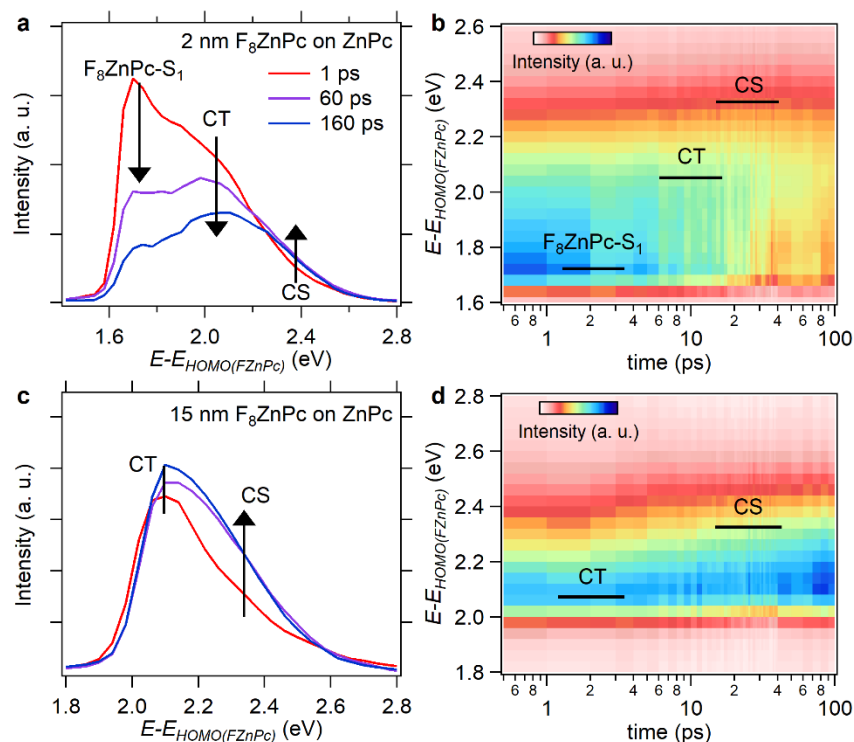 a
2 nm F₈ZnPc on ZnPc
F₈ZnPc-S₁
1 ps
60 ps
160 ps
CT
CS
Intensity (a. u.)
1.6 2.0 2.4 2.8
E-E_HOMO(FZnPc) (eV)
b
Intensity (a. u.)
CS
CT
F₈ZnPc-S₁
2.6
2.4
2.2
2.0
1.8
1.6
E-E_HOMO(FZnPc) (eV)
6 8 1 2 4 6 8 10 2 4 6 8 100
time (ps)
c
15 nm F₈ZnPc on ZnPc
CT
CS
Intensity (a. u.)
1.8 2.0 2.2 2.4 2.6 2.8
E-E_HOMO(FZnPc) (eV)
d
Intensity (a. u.)
CS
CT
2.8
2.6
2.4
2.2
2.0
1.8
E-E_HOMO(FZnPc) (eV)
6 8 1 2 4 6 8 10 2 4 6 8 100
time (ps)